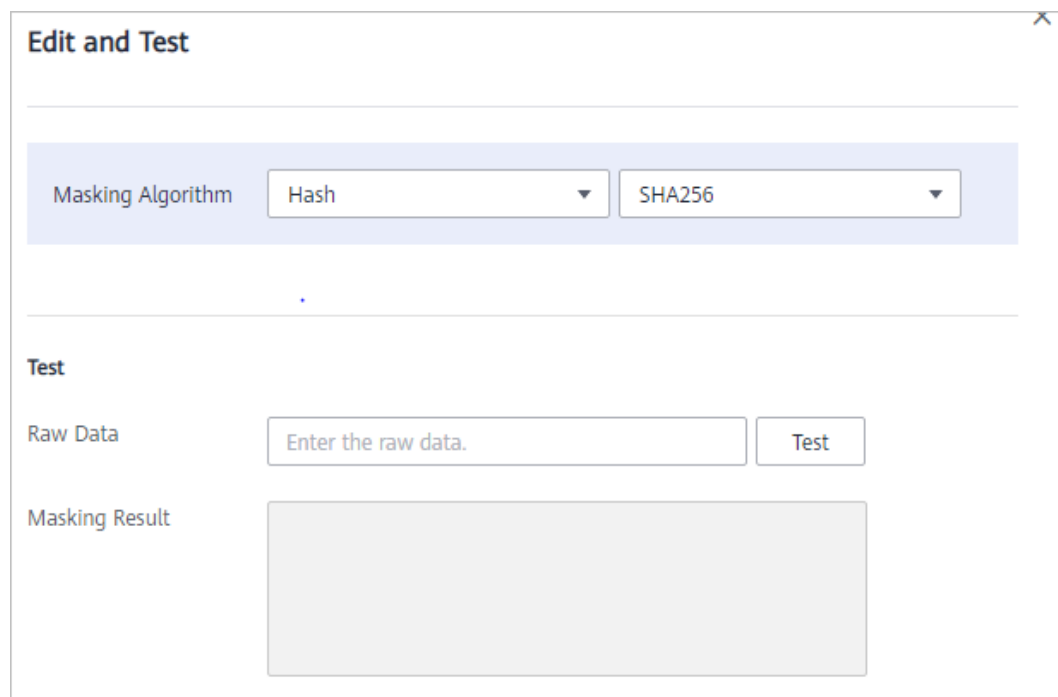 Edit and Test
Masking Algorithm Hash SHA256
Test
Raw Data Enter the raw data. Test
Masking Result